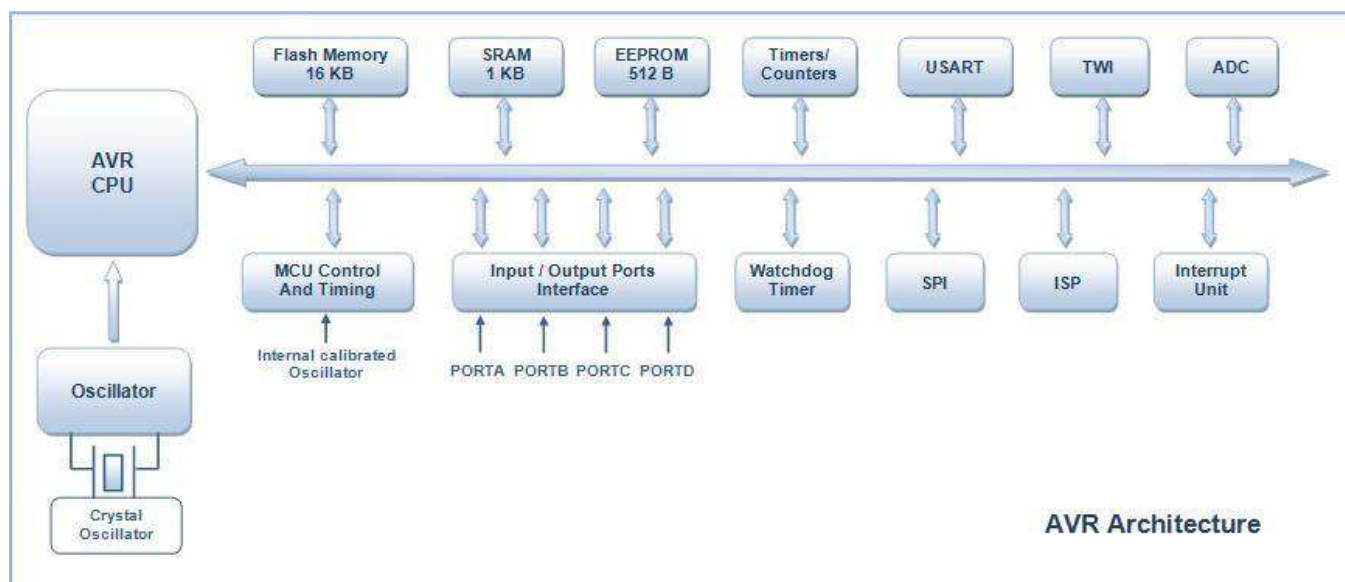 Flash Memory
16 KB
SRAM
1 KB
EEPROM
512 B
Timers/
Counters
USART
TWI
ADC
AVR
CPU
MCU Control
And Timing
Input / Output Ports
Interface
Watchdog
Timer
SPI
ISP
Interrupt
Unit
Internal calibrated
Oscillator
PORTA
PORTB
PORTC
PORTD
Oscillator
Crystal
Oscillator
AVR Architecture